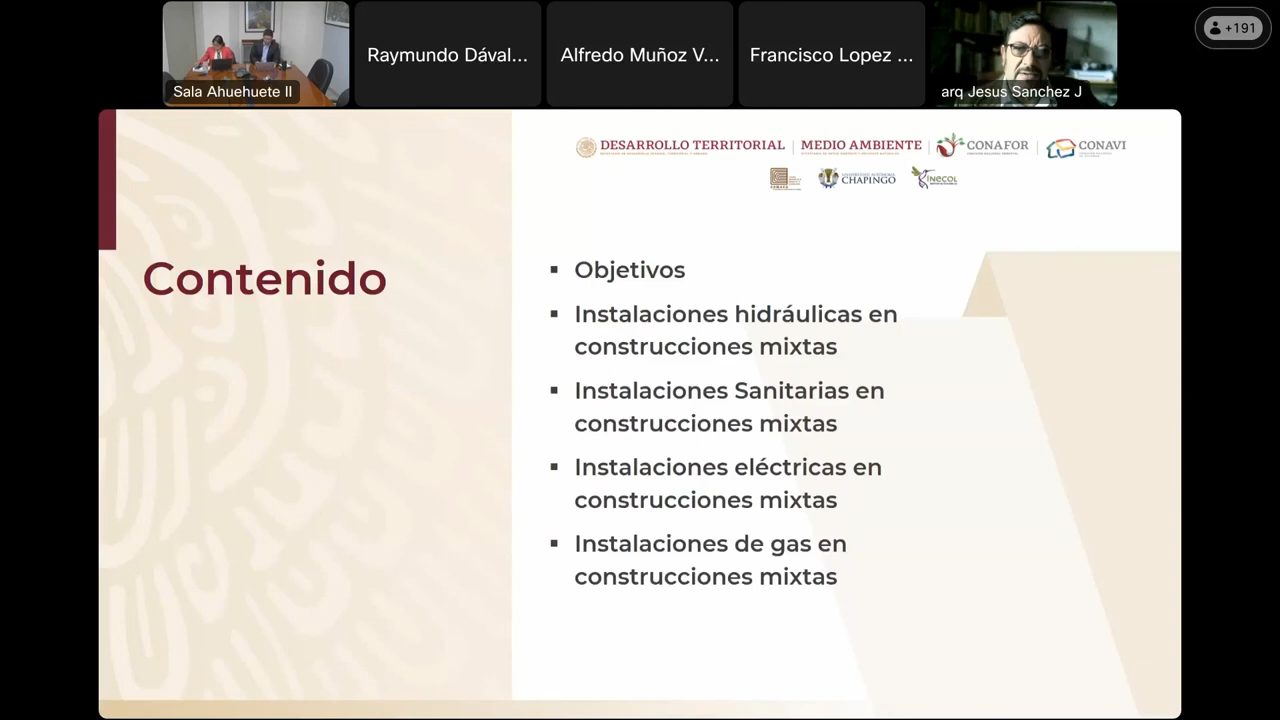 +191
Sala Ahuehuete II
Raymundo Dával...
Alfredo Muñoz V...
Francisco Lopez ...
arq Jesus Sanchez J
DESARROLLO TERRITORIAL
MEDIO AMBIENTE
CONAFOR
CONAVI
CHAPINGO
INECOL
Contenido
▪ Objetivos
▪ Instalaciones hidráulicas en
construcciones mixtas
▪ Instalaciones Sanitarias en
construcciones mixtas
▪ Instalaciones eléctricas en
construcciones mixtas
▪ Instalaciones de gas en
construcciones mixtas